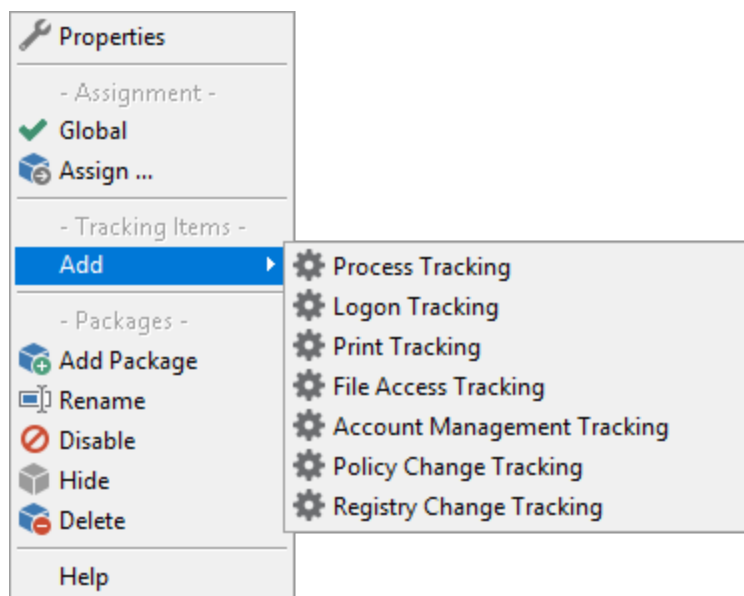 Properties
- Assignment -
Global
Assign ...
- Tracking Items -
Add
Process Tracking
Logon Tracking
Print Tracking
File Access Tracking
Account Management Tracking
Policy Change Tracking
Registry Change Tracking
- Packages -
Add Package
Rename
Disable
Hide
Delete
Help